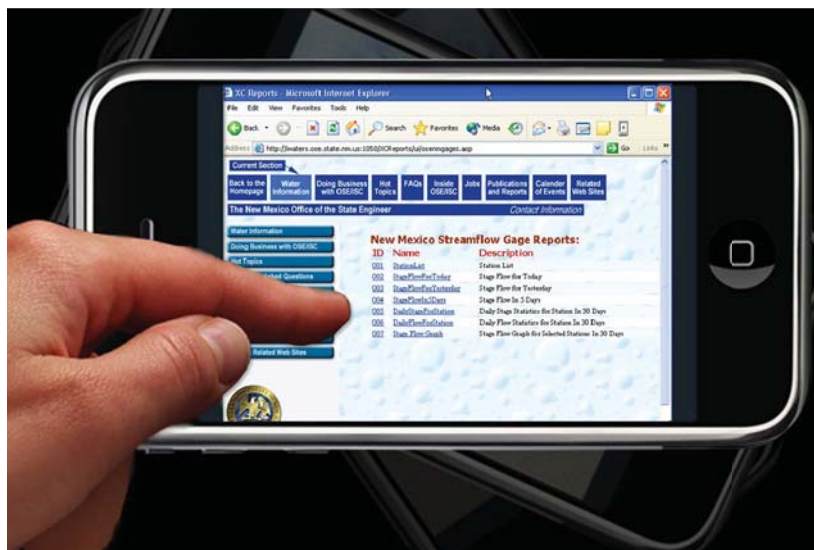 XC Reports - Microsoft Internet Explorer
File Edit View Favorites Tools Help
Back Search Favorites Media
Address http://iwaters.ose.state.nm.us:1050/XCReports/ui/sceningages.asp Go Links »
Current Section
Back to the Homepage
Water Information
Doing Business with OSE/ISC
Hot Topics
FAQs
Inside OSE/ISC
Jobs
Publications and Reports
Calender of Events
Related Web Sites
The New Mexico Office of the State Engineer Contact Information
Water Information
Doing Business with OSE/ISC
Hot Topics
Questions
Related Web Sites
New Mexico Streamflow Gage Reports:
ID Name Description
001 StationList Station List
002 StageFlowForToday Stage Flow for Today
003 StageFlowForYesterday Stage Flow for Yesterday
004 StageFlowIn5Days Stage Flow In 5 Days
005 DailyStageForStation Daily Stage Statistics for Station In 30 Days
006 DailyFlowForStation Daily Flow Statistics for Station In 30 Days
007 Stage Flow Graph Stage Flow Graph for Selected Stations In 30 Days